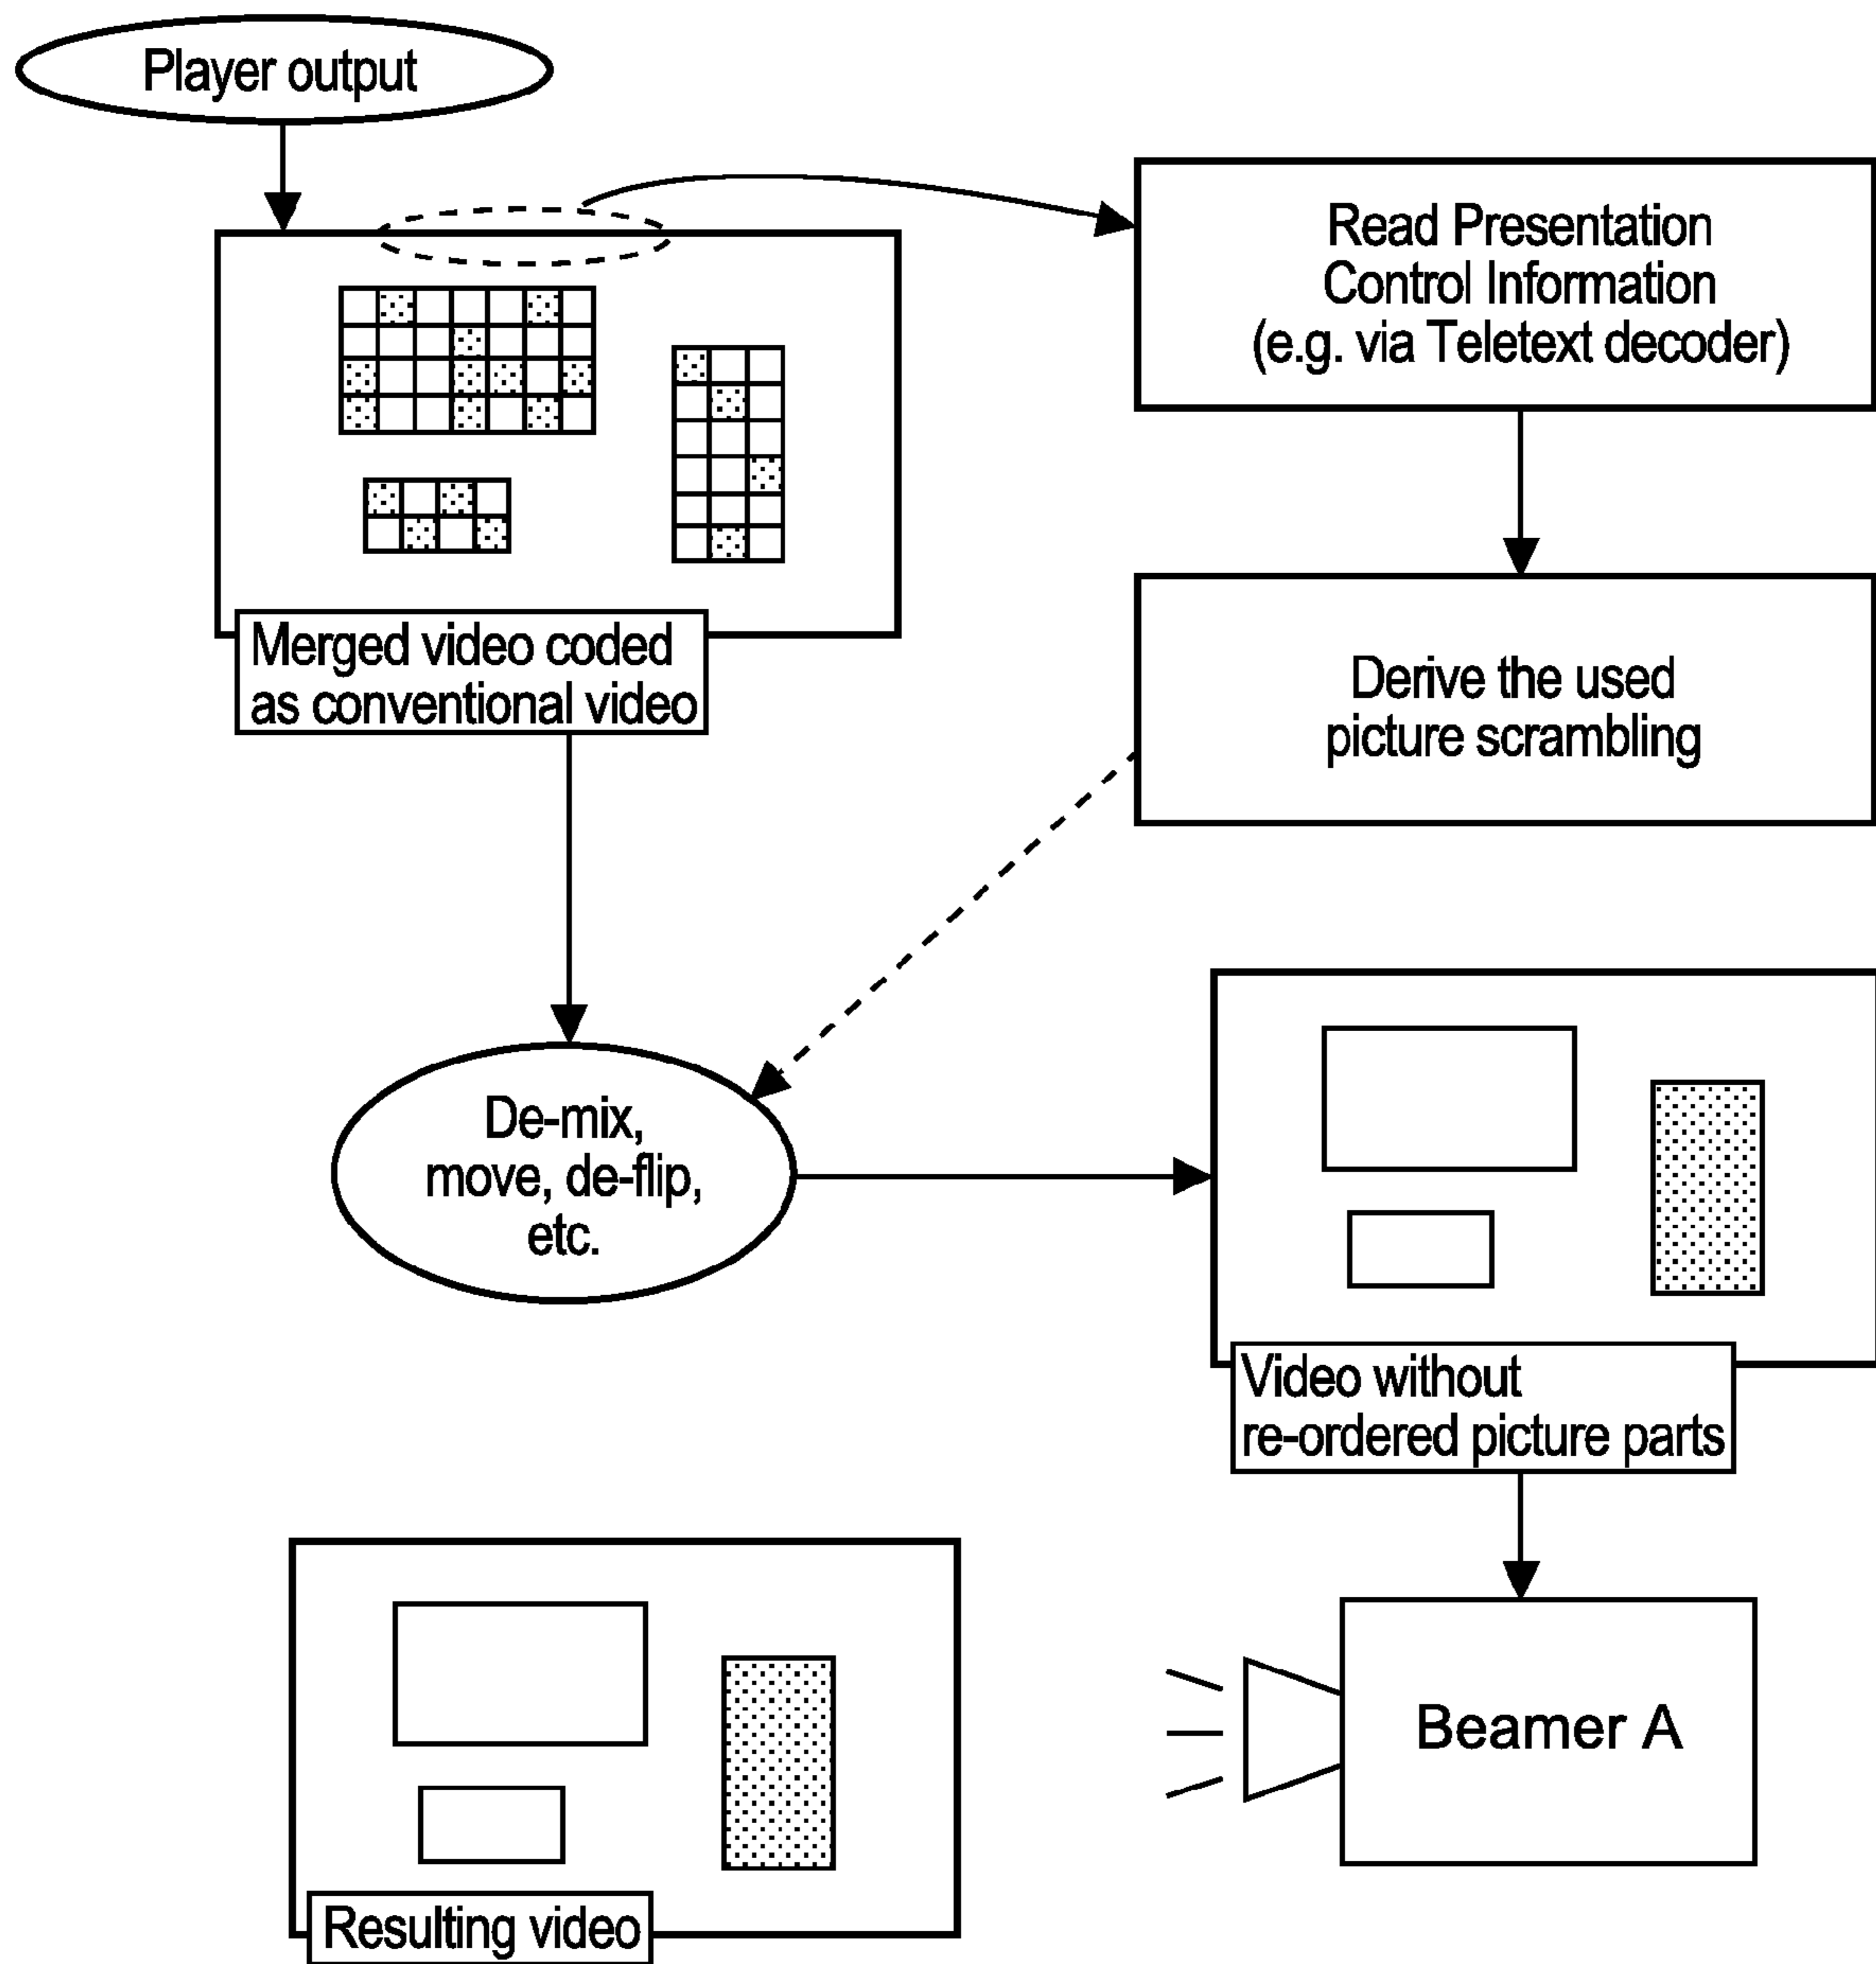 Player output
Read Presentation
Control Information
(e.g. via Teletext decoder)
Merged video coded
as conventional video
Derive the used
picture scrambling
De-mix,
move, de-flip,
etc.
Video without
re-ordered picture parts
Beamer A
Resulting video